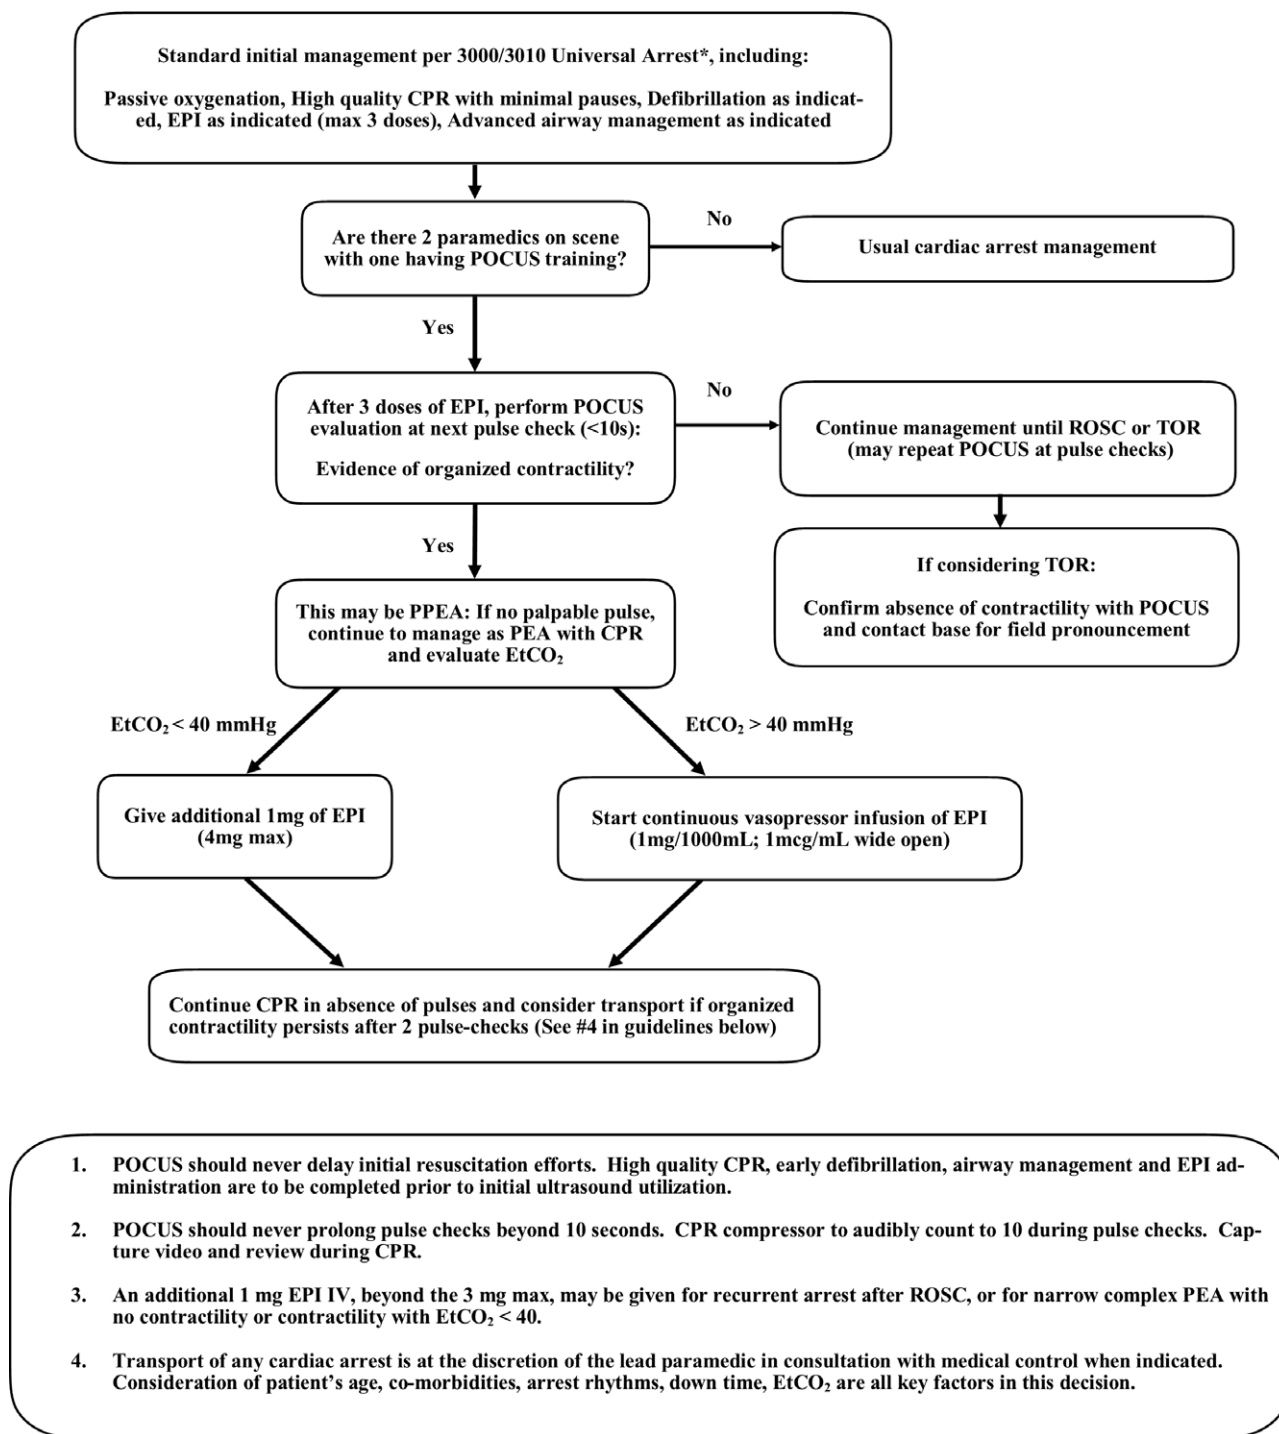 Standard initial management per 3000/3010 Universal Arrest*, including:
Passive oxygenation, High quality CPR with minimal pauses, Defibrillation as indicat-
ed, EPI as indicated (max 3 doses), Advanced airway management as indicated
Are there 2 paramedics on scene
with one having POCUS training?
No
Usual cardiac arrest management
Yes
After 3 doses of EPI, perform POCUS
evaluation at next pulse check (<10s):
Evidence of organized contractility?
No
Continue management until ROSC or TOR
(may repeat POCUS at pulse checks)
If considering TOR:
Confirm absence of contractility with POCUS
and contact base for field pronouncement
Yes
This may be PPEA: If no palpable pulse,
continue to manage as PEA with CPR
and evaluate EtCO₂
EtCO₂ < 40 mmHg
EtCO₂ > 40 mmHg
Give additional 1mg of EPI
(4mg max)
Start continuous vasopressor infusion of EPI
(1mg/1000mL; 1mcg/mL wide open)
Continue CPR in absence of pulses and consider transport if organized
contractility persists after 2 pulse-checks (See #4 in guidelines below)
1. POCUS should never delay initial resuscitation efforts. High quality CPR, early defibrillation, airway management and EPI ad-
ministration are to be completed prior to initial ultrasound utilization.
2. POCUS should never prolong pulse checks beyond 10 seconds. CPR compressor to audibly count to 10 during pulse checks. Cap-
ture video and review during CPR.
3. An additional 1 mg EPI IV, beyond the 3 mg max, may be given for recurrent arrest after ROSC, or for narrow complex PEA with
no contractility or contractility with EtCO₂ < 40.
4. Transport of any cardiac arrest is at the discretion of the lead paramedic in consultation with medical control when indicated.
Consideration of patient's age, co-morbidities, arrest rhythms, down time, EtCO₂ are all key factors in this decision.